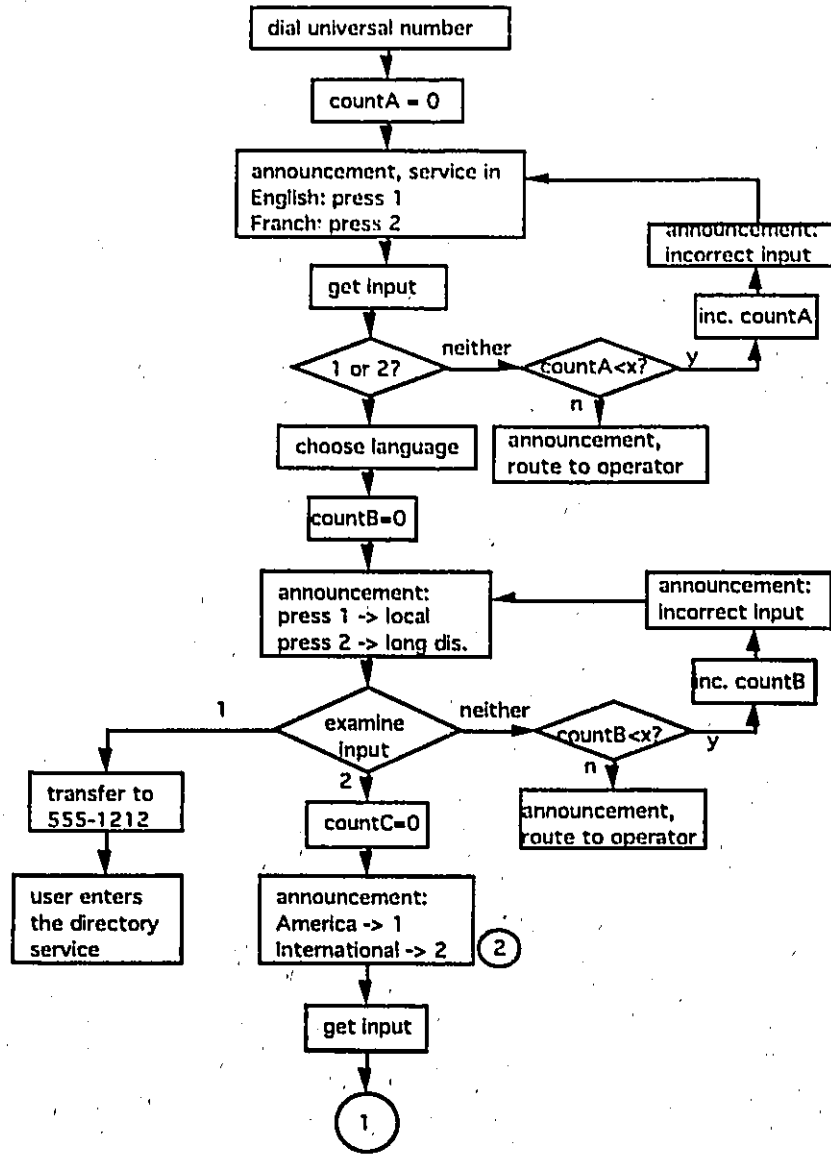 dial universal number
countA = 0
announcement, service in
English: press 1
Franch: press 2
get input
1 or 2?
neither
countA<x?
y
inc. countA
announcement:
incorrect input
n
announcement,
route to operator
choose language
countB=0
announcement:
press 1 -> local
press 2 -> long dis.
announcement:
incorrect input
inc. countB
1
examine
input
neither
countB<x?
y
n
2
transfer to
555-1212
countC=0
announcement,
route to operator
user enters
the directory
service
announcement:
America -> 1
International -> 2
2
get input
1